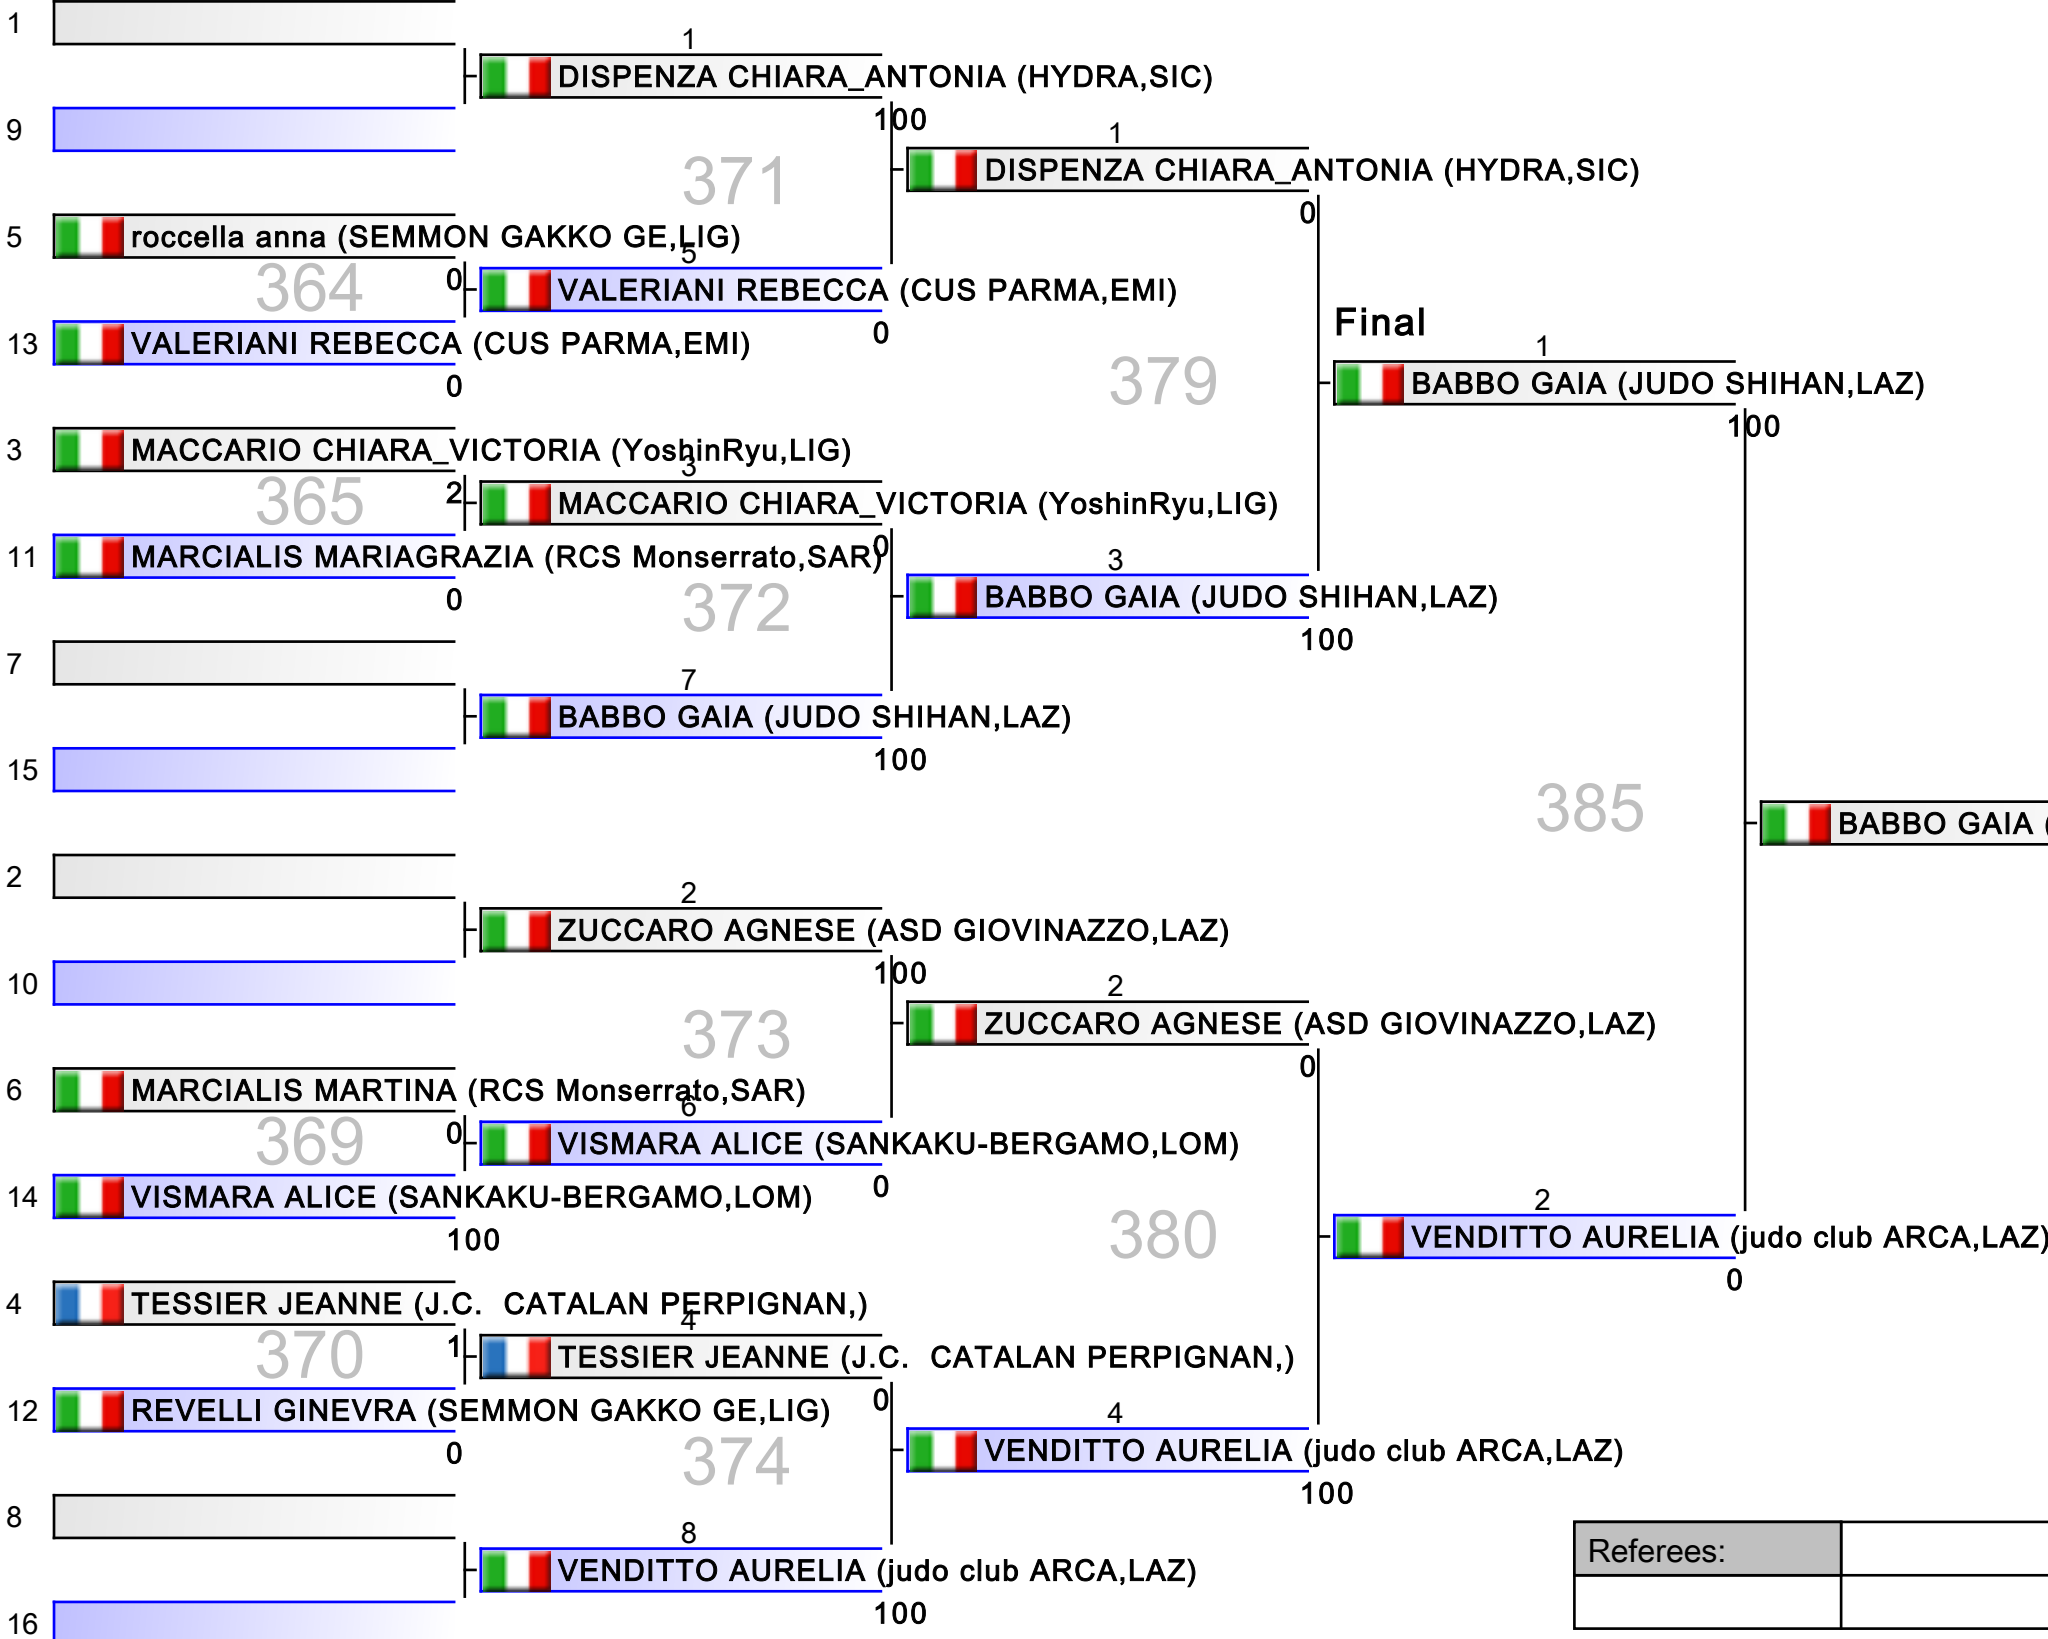 1
1
DISPENZA CHIARA_ANTONIA (HYDRA,SIC)
100
9
1
DISPENZA CHIARA_ANTONIA (HYDRA,SIC)
371
0
5
roccella anna (SEMMON GAKKO GE,LIG)
5
364
0
VALERIANI REBECCA (CUS PARMA,EMI)
0
13
VALERIANI REBECCA (CUS PARMA,EMI)
0
Final
1
379
BABBO GAIA (JUDO SHIHAN,LAZ)
100
3
MACCARIO CHIARA_VICTORIA (YoshinRyu,LIG)
3
365
2
MACCARIO CHIARA_VICTORIA (YoshinRyu,LIG)
0
11
MARCIALIS MARIAGRAZIA (RCS Monserrato,SAR)
0
3
372
BABBO GAIA (JUDO SHIHAN,LAZ)
100
7
7
BABBO GAIA (JUDO SHIHAN,LAZ)
100
15
385
BABBO GAIA (
2
2
ZUCCARO AGNESE (ASD GIOVINAZZO,LAZ)
100
10
2
ZUCCARO AGNESE (ASD GIOVINAZZO,LAZ)
373
0
6
MARCIALIS MARTINA (RCS Monserrato,SAR)
6
369
0
VISMARA ALICE (SANKAKU-BERGAMO,LOM)
0
14
VISMARA ALICE (SANKAKU-BERGAMO,LOM)
100
2
380
VENDITTO AURELIA (judo club ARCA,LAZ)
0
4
TESSIER JEANNE (J.C.  CATALAN PERPIGNAN,)
4
370
1
TESSIER JEANNE (J.C.  CATALAN PERPIGNAN,)
0
12
REVELLI GINEVRA (SEMMON GAKKO GE,LIG)
0
4
374
VENDITTO AURELIA (judo club ARCA,LAZ)
100
8
8
VENDITTO AURELIA (judo club ARCA,LAZ)
100
16
Referees: